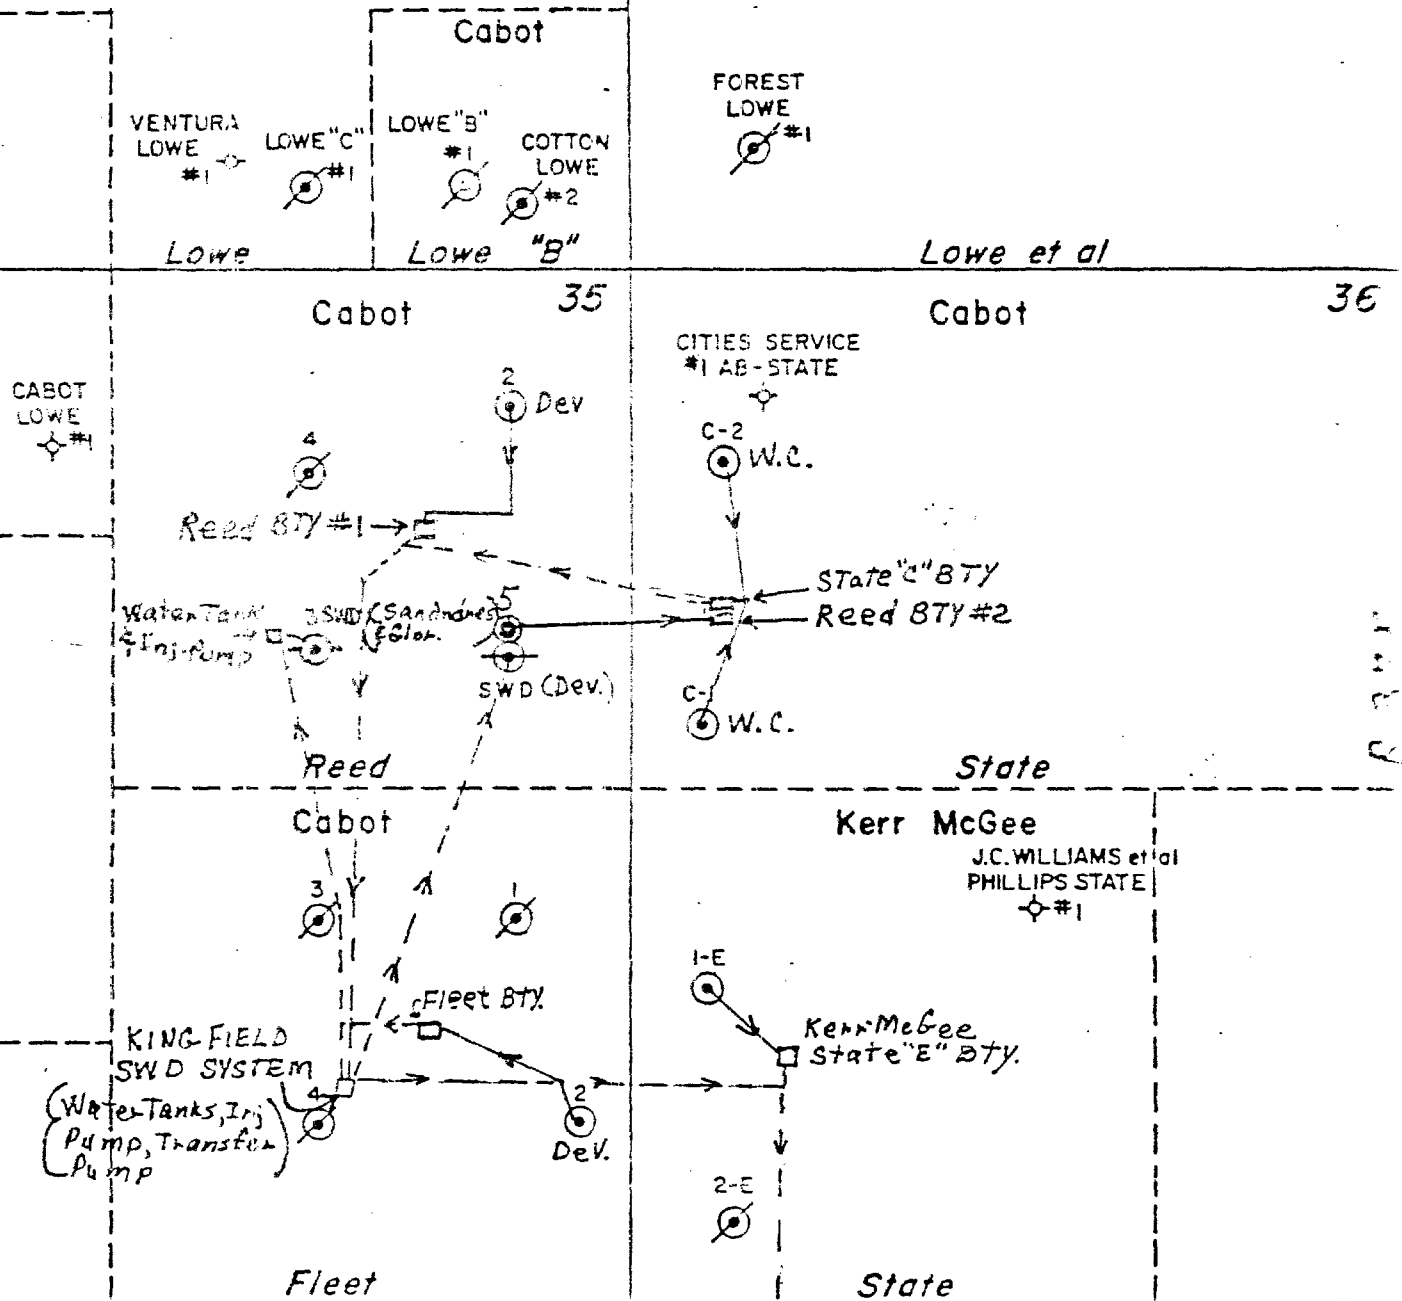 Cabot
VENTURA
LOWE
#1
LOWE "C"
#1
LOWE "B"
#1
COTTON
LOWE
#2
FOREST
LOWE
#1
Lowe
Lowe "B"
Lowe et al
Cabot
35
Cabot
36
CABOT
LOWE
#1
2
Dev
4
Reed BTY #1
CITIES SERVICE
#1 AB-STATE
C-2
W.C.
State "C" BTY
Reed BTY #2
Water Tank
& Inj-Pump
3 SWD
5
SWD (Dev.)
C-1
W.C.
Reed
State
Cabot
Kerr McGee
J.C. WILLIAMS et al
PHILLIPS STATE
#1
3
1
Fleet BTY.
1-E
Kerr-McGee
State "E" BTY.
KING FIELD
SWD SYSTEM
4
(Water Tanks, Inj
Pump, Transfer
Pump)
2
Dev.
2-E
Fleet
State